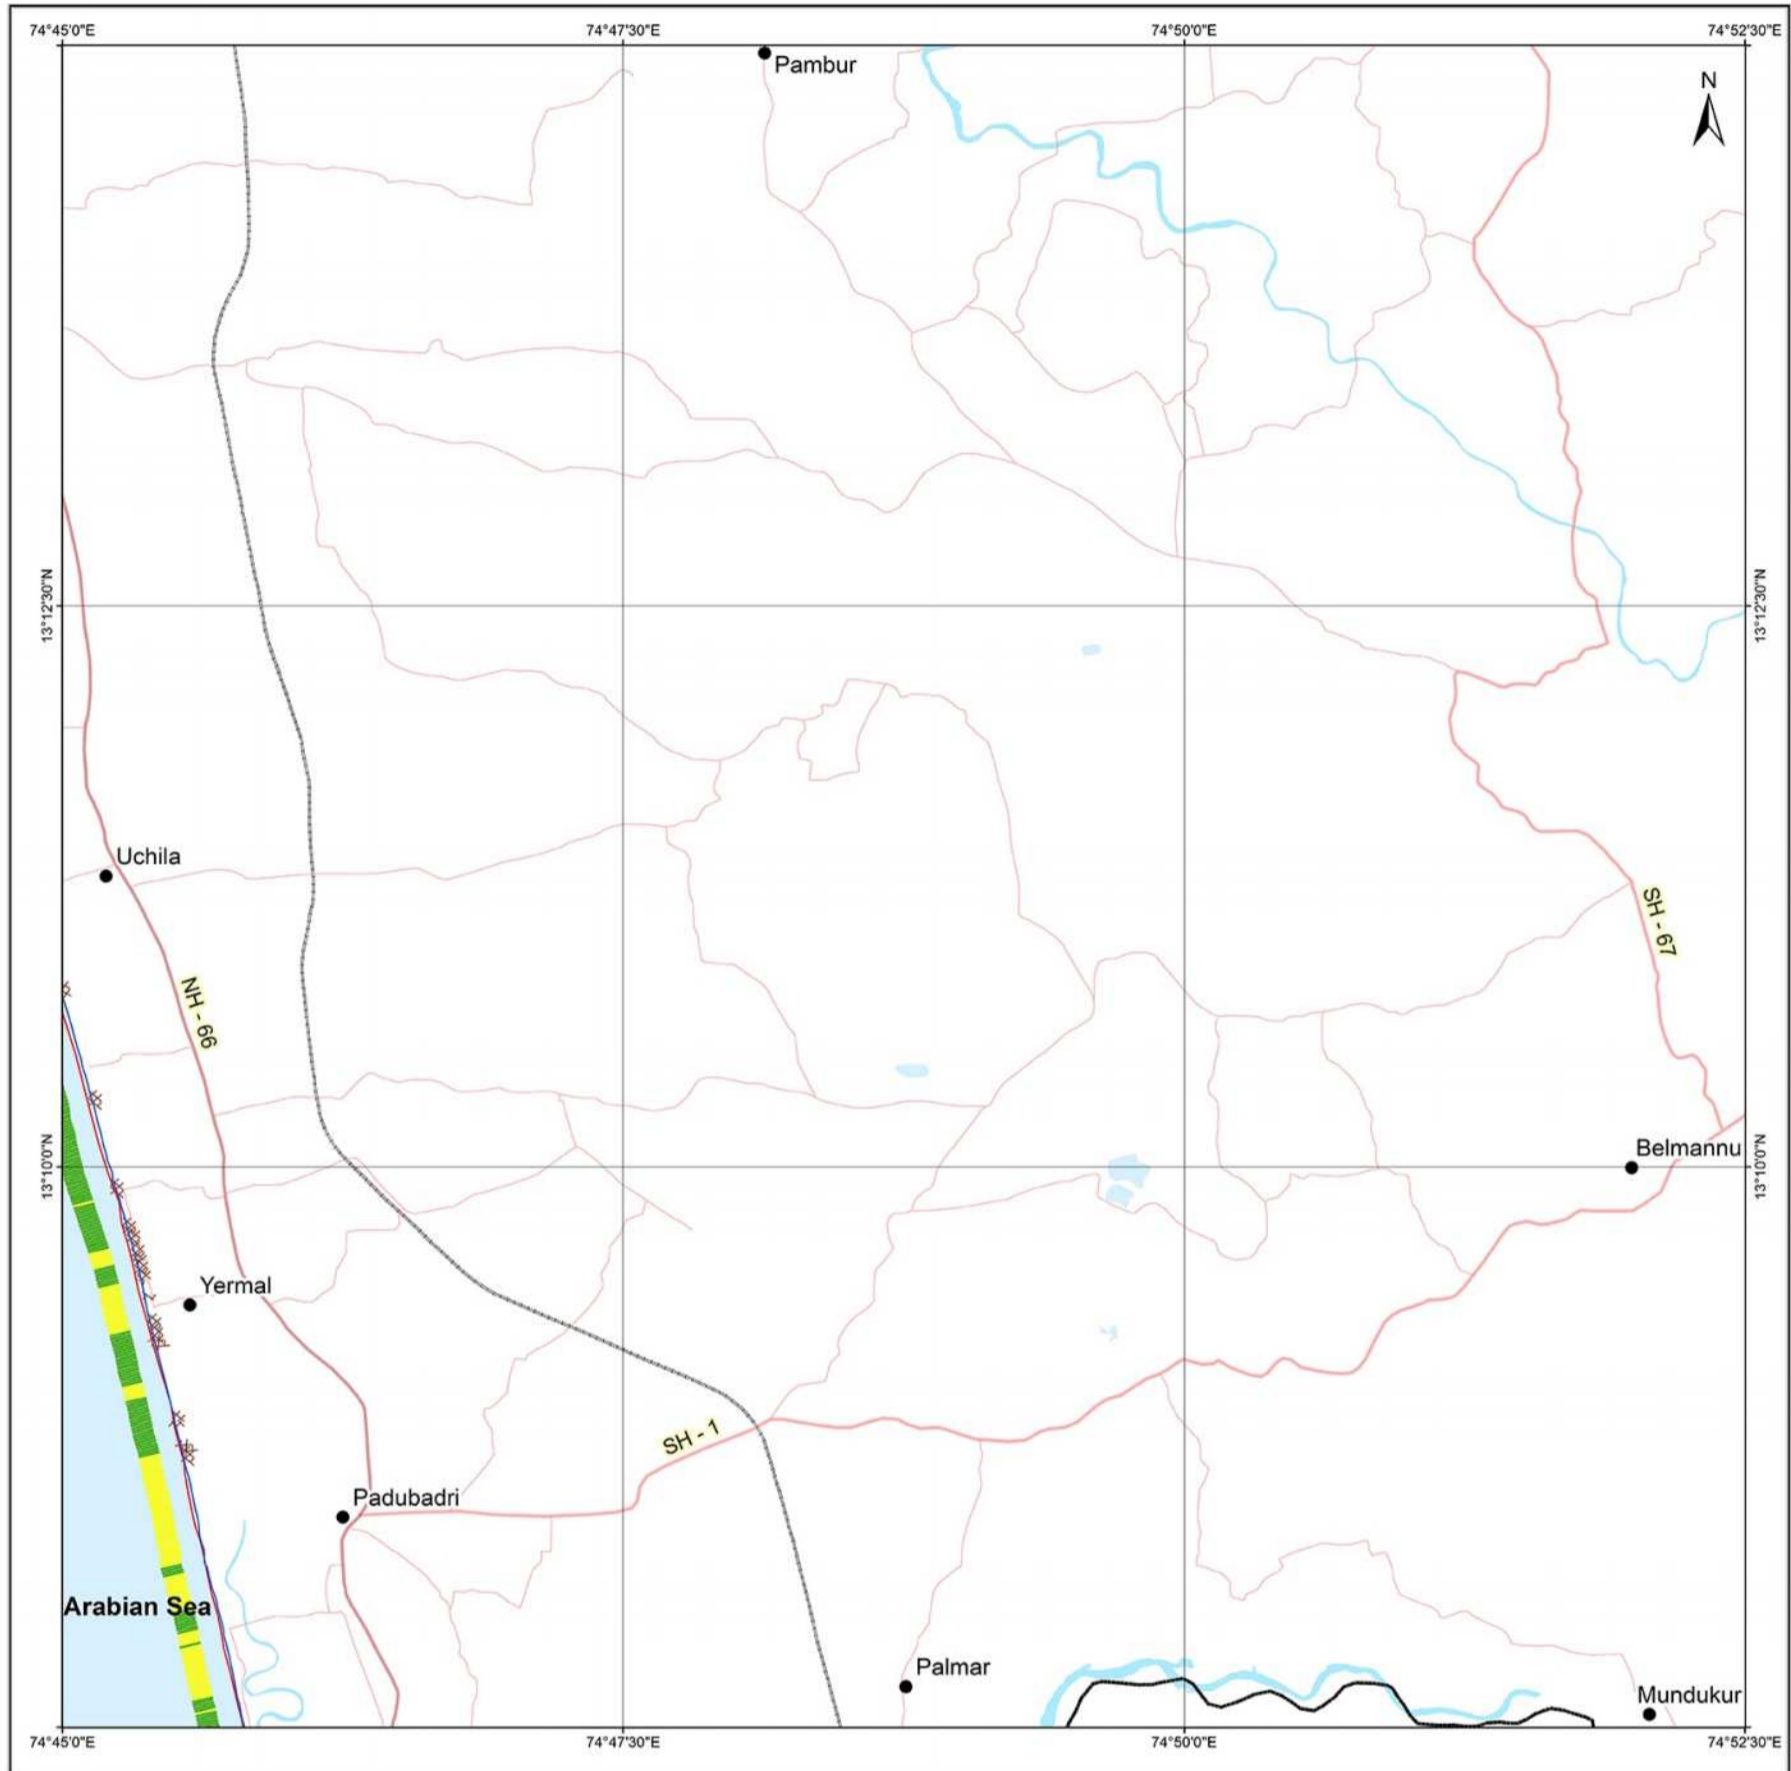 74°45'0"E
74°47'30"E
74°50'0"E
74°52'30"E
Pambur
N
13°12'30"N
13°12'30"N
Uchila
SH - 67
NH - 66
13°10'0"N
Belmannu
13°10'0"N
Yermal
SH - 1
Padubadri
Arabian Sea
Palmar
Mundukur
74°45'0"E
74°47'30"E
74°50'0"E
74°52'30"E